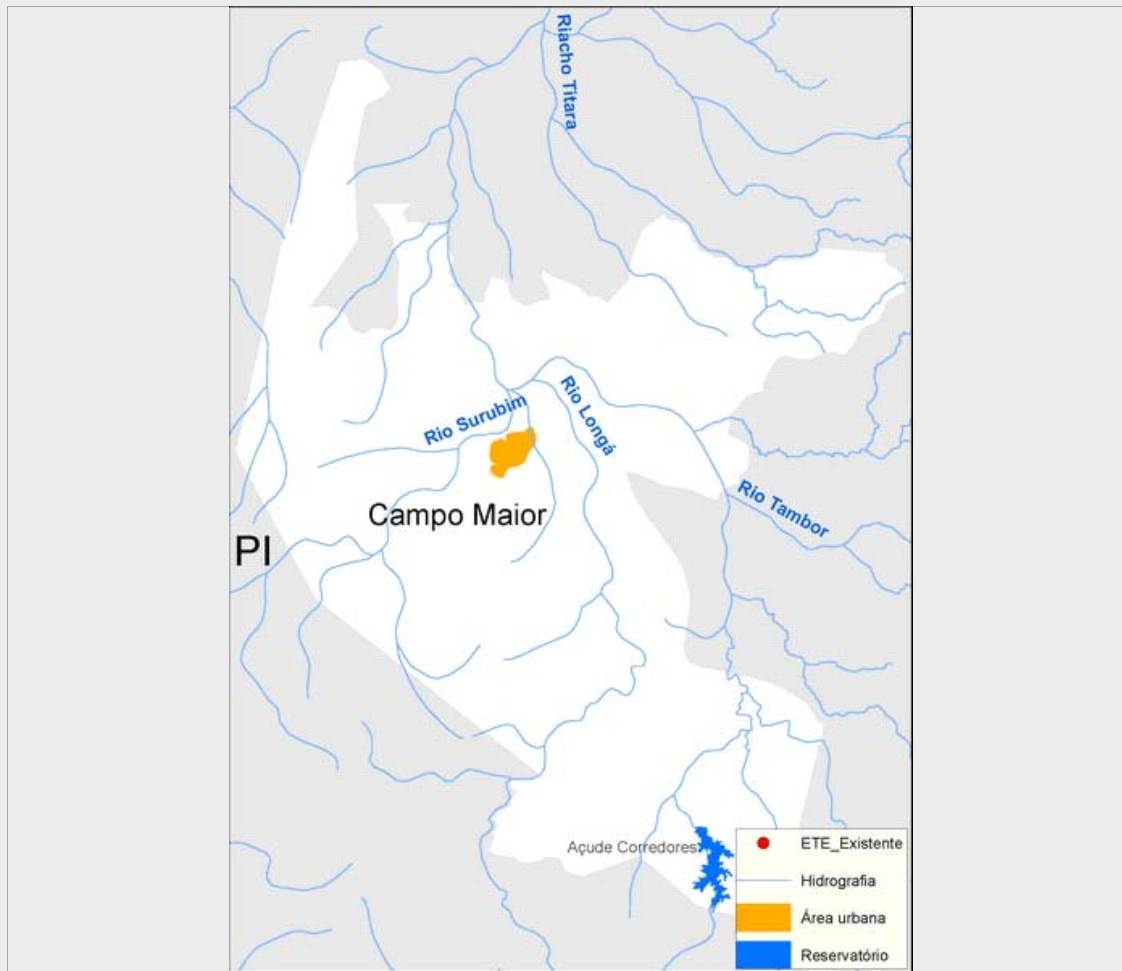 Riacho Titara
Rio Surubim
Rio Longá
Campo Maior
Rio Tambor
PI
Açude Corredores
ETE_Existente
Hidrografia
Área urbana
Reservatório